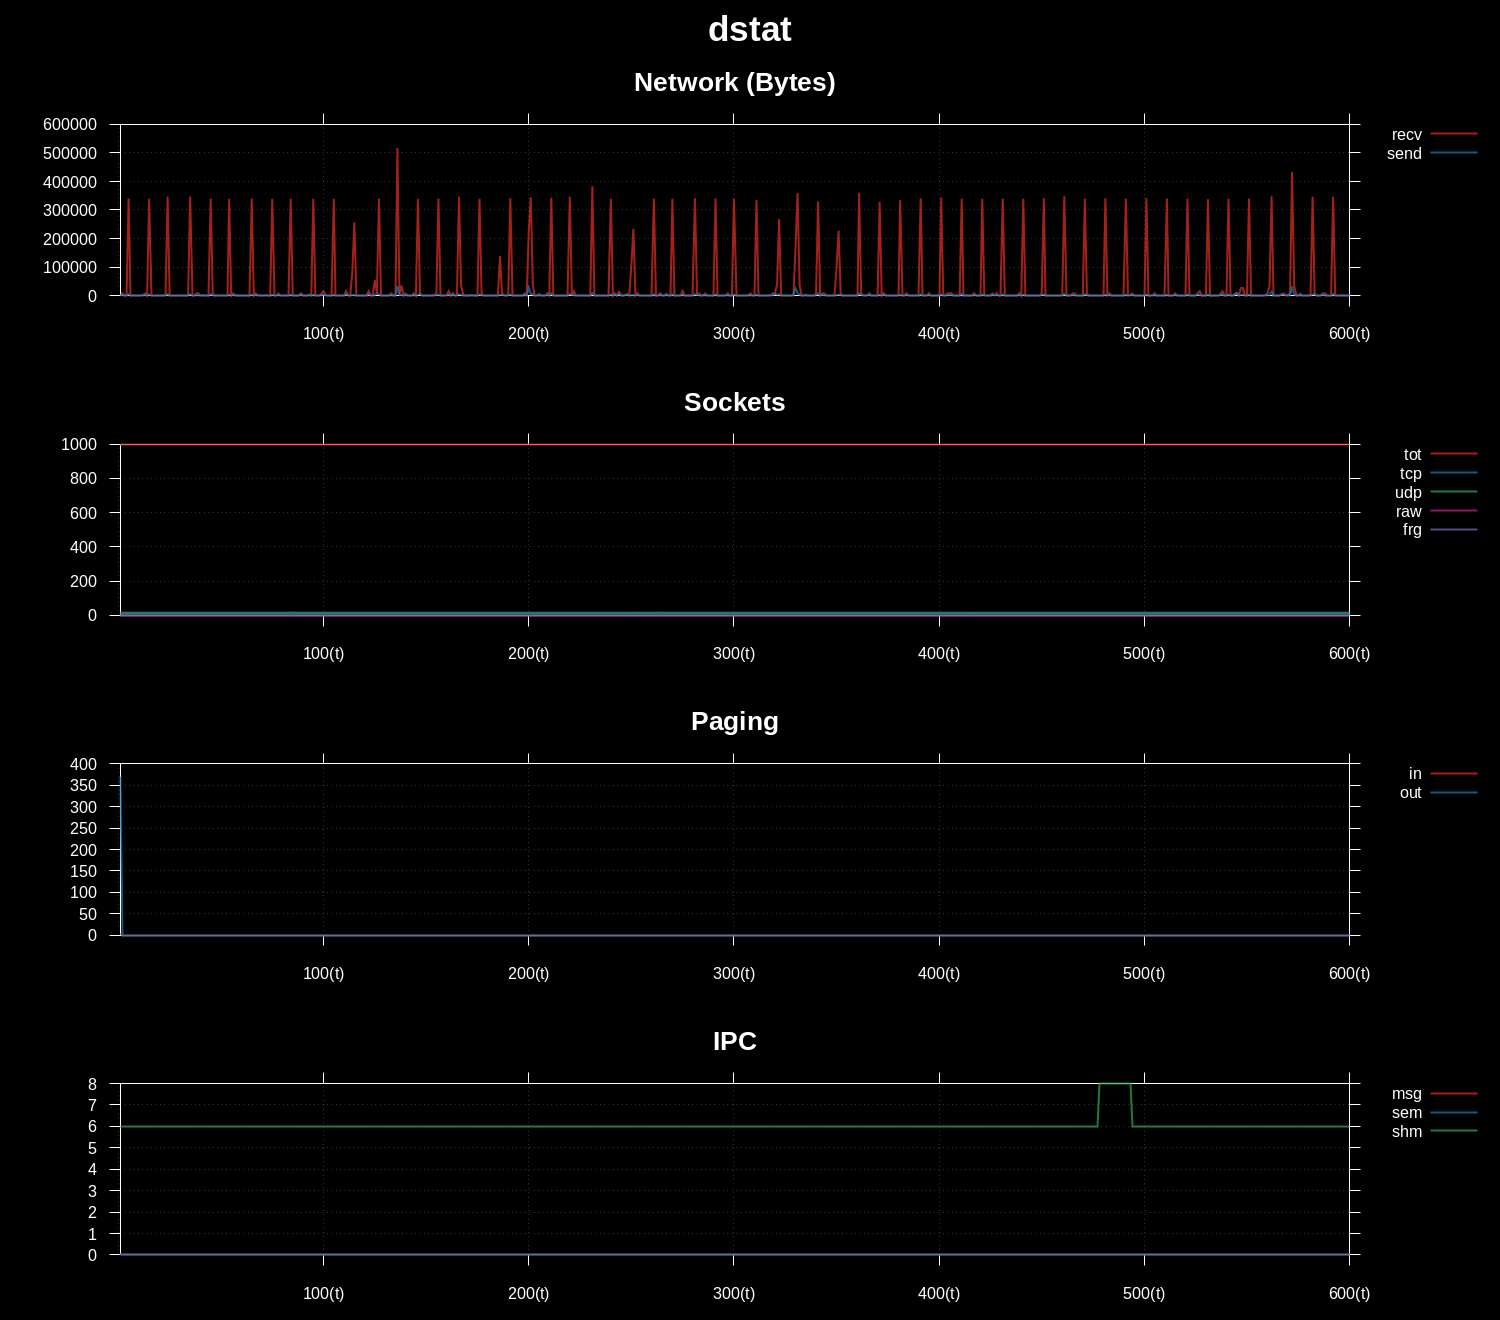 dstat
Network (Bytes)
600000
500000
400000
300000
200000
100000
0
100(t) 200(t) 300(t) 400(t) 500(t) 600(t)
recv
send
Sockets
1000
800
600
400
200
0
100(t) 200(t) 300(t) 400(t) 500(t) 600(t)
tot
tcp
udp
raw
frg
Paging
400
350
300
250
200
150
100
50
0
100(t) 200(t) 300(t) 400(t) 500(t) 600(t)
in
out
IPC
8
7
6
5
4
3
2
1
0
100(t) 200(t) 300(t) 400(t) 500(t) 600(t)
msg
sem
shm